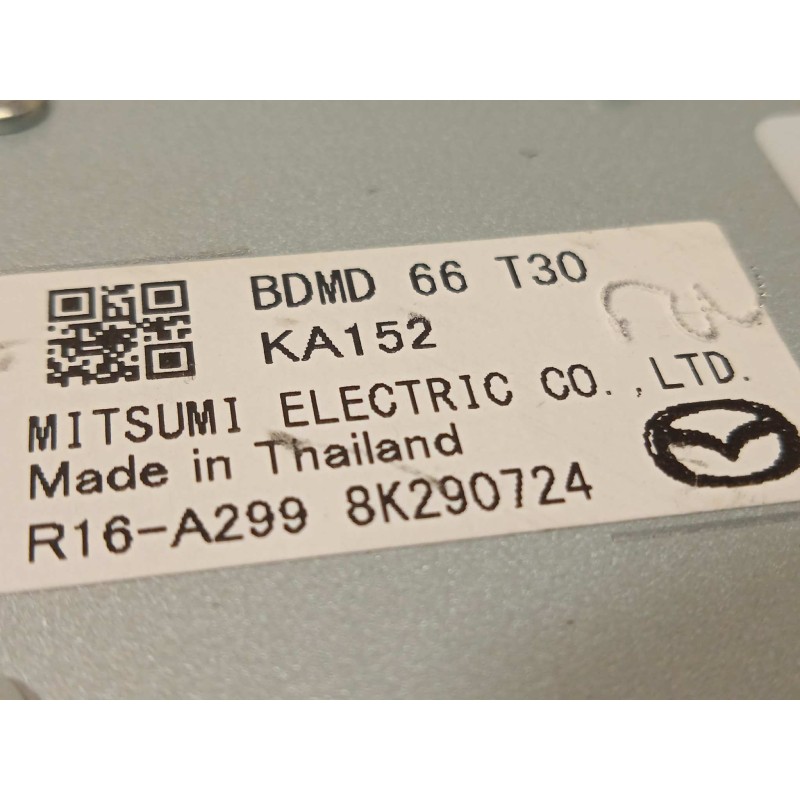 BDMD 66 T30
KA152
MITSUMI ELECTRIC CO.,LTD.
Made in Thailand
R16-A299 8K290724